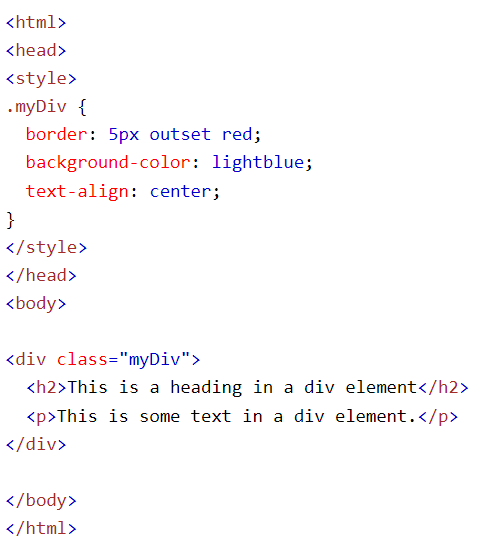 <html>
<head>
<style>
.myDiv {
  border: 5px outset red;
  background-color: lightblue;
  text-align: center;
}
</style>
</head>
<body>

<div class="myDiv">
  <h2>This is a heading in a div element</h2>
  <p>This is some text in a div element.</p>
</div>

</body>
</html>